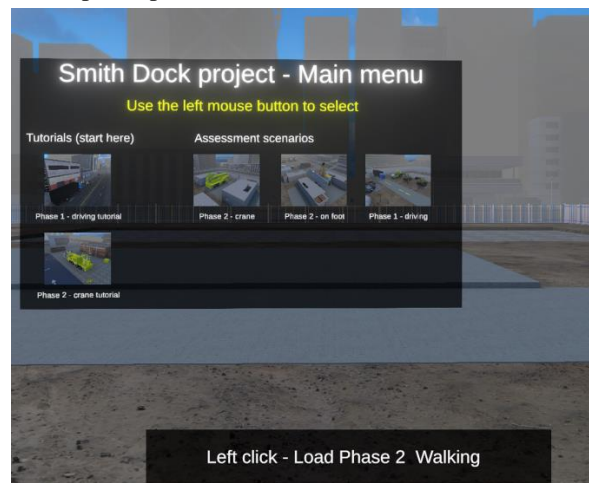 Smith Dock project - Main menu
Use the left mouse button to select
Tutorials (start here)
Assessment scenarios
Phase 1 - driving tutorial
Phase 2 - crane
Phase 2 - on foot
Phase 1 - driving
Phase 2 - crane tutorial
Left click - Load Phase 2 Walking